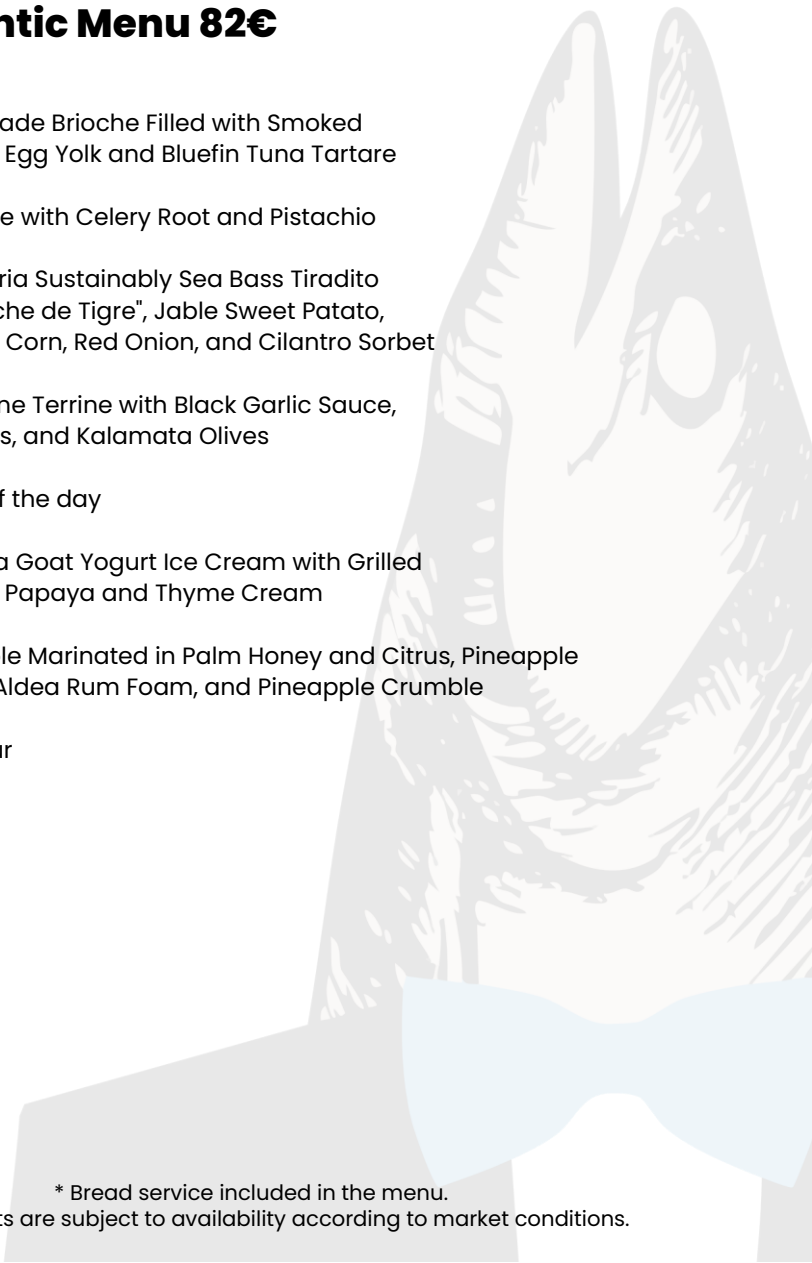 ntic Menu 82€
ade Brioche Filled with Smoked
Egg Yolk and Bluefin Tuna Tartare
e with Celery Root and Pistachio
ria Sustainably Sea Bass Tiradito
che de Tigre", Jable Sweet Patato,
Corn, Red Onion, and Cilantro Sorbet
ne Terrine with Black Garlic Sauce,
s, and Kalamata Olives
f the day
a Goat Yogurt Ice Cream with Grilled
Papaya and Thyme Cream
le Marinated in Palm Honey and Citrus, Pineapple
Aldea Rum Foam, and Pineapple Crumble
ur
* Bread service included in the menu.
ts are subject to availability according to market conditions.